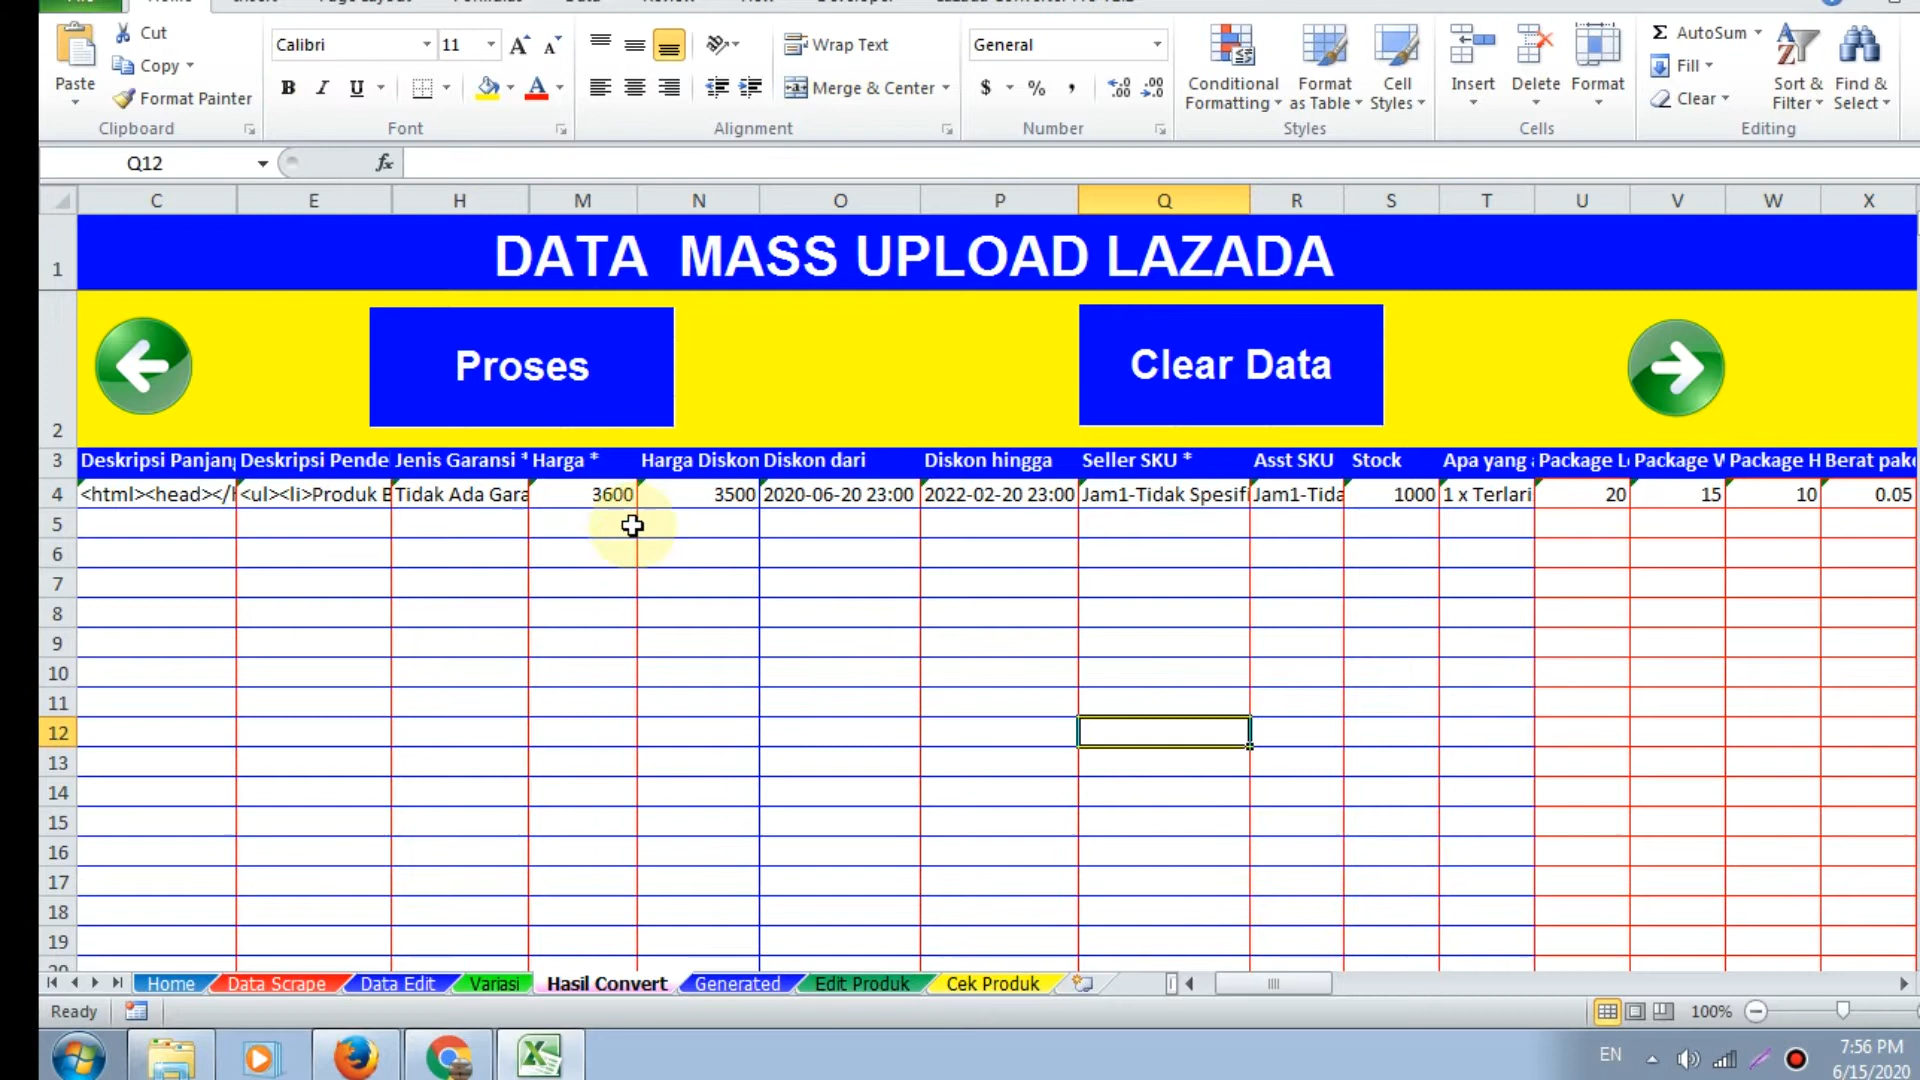 Cut
Copy
Format Painter
Paste
Clipboard
Calibri
11
B I U
Font
Wrap Text
Merge & Center
Alignment
General
$ % ,
Number
Conditional Formatting
Format as Table
Cell Styles
Styles
Insert
Delete
Format
Cells
Σ AutoSum
Fill
Clear
Sort & Filter
Find & Select
Editing
Q12
fx
C E H M N O P Q R S T U V W X
1
DATA MASS UPLOAD LAZADA
2
Proses
Clear Data
3 Deskripsi Panjang Deskripsi Pende Jenis Garansi * Harga * Harga Diskon Diskon dari Diskon hingga Seller SKU * Asst SKU Stock Apa yang Package L Package W Package H Berat pake
4 <html><head></h <ul><li>Produk B Tidak Ada Gara 3600 3500 2020-06-20 23:00 2022-02-20 23:00 Jam1-Tidak Spesifi Jam1-Tida 1000 1 x Terlari 20 15 10 0.05
5
6
7
8
9
10
11
12
13
14
15
16
17
18
19
Home Data Scrape Data Edit Variasi Hasil Convert Generated Edit Produk Cek Produk
Ready
100%
EN
7:56 PM
6/15/2020